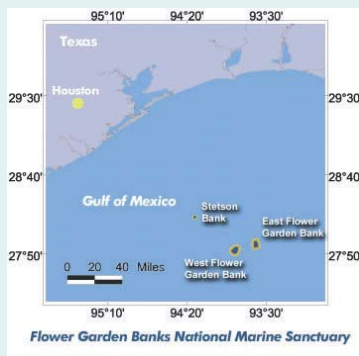 95°10' 94°20' 93°30'
Texas
Houston
29°30' 29°30'
28°40' 28°40'
Gulf of Mexico
Stetson
Bank
East Flower
Garden Bank
27°50' 27°50'
West Flower
Garden Bank
0 20 40 Miles
95°10' 94°20' 93°30'
Flower Garden Banks National Marine Sanctuary